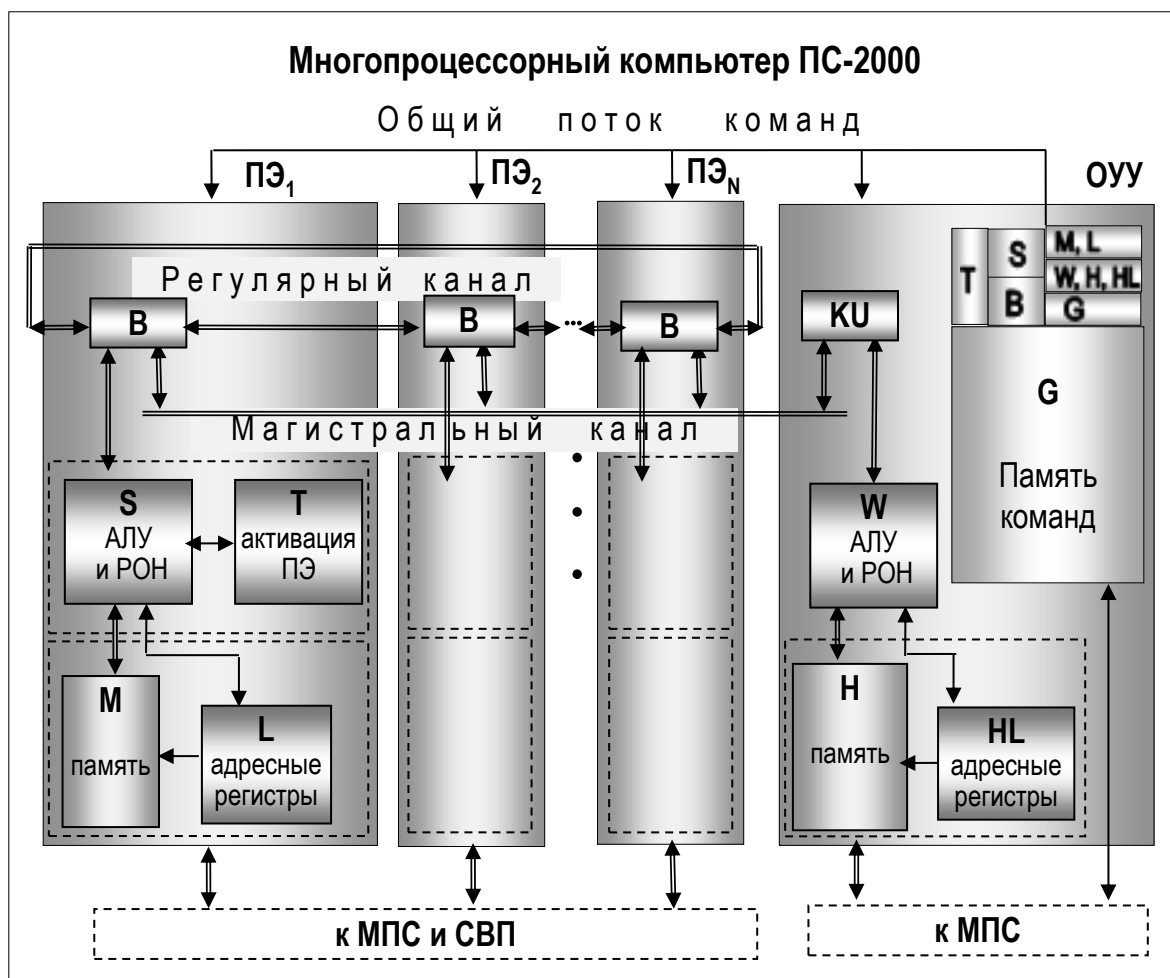 Многопроцессорный компьютер ПС-2000
Общий поток команд
ПЭ1
ПЭ2
ПЭN
ОУУ
T
S
B
M, L
W, H, HL
G
Регулярный канал
B
B
...
B
KU
G
Память
команд
Магистральный канал
S
АЛУ
и РОН
T
активация
ПЭ
W
АЛУ
и РОН
M
память
L
адресные
регистры
H
память
HL
адресные
регистры
к МПС и СВП
к МПС